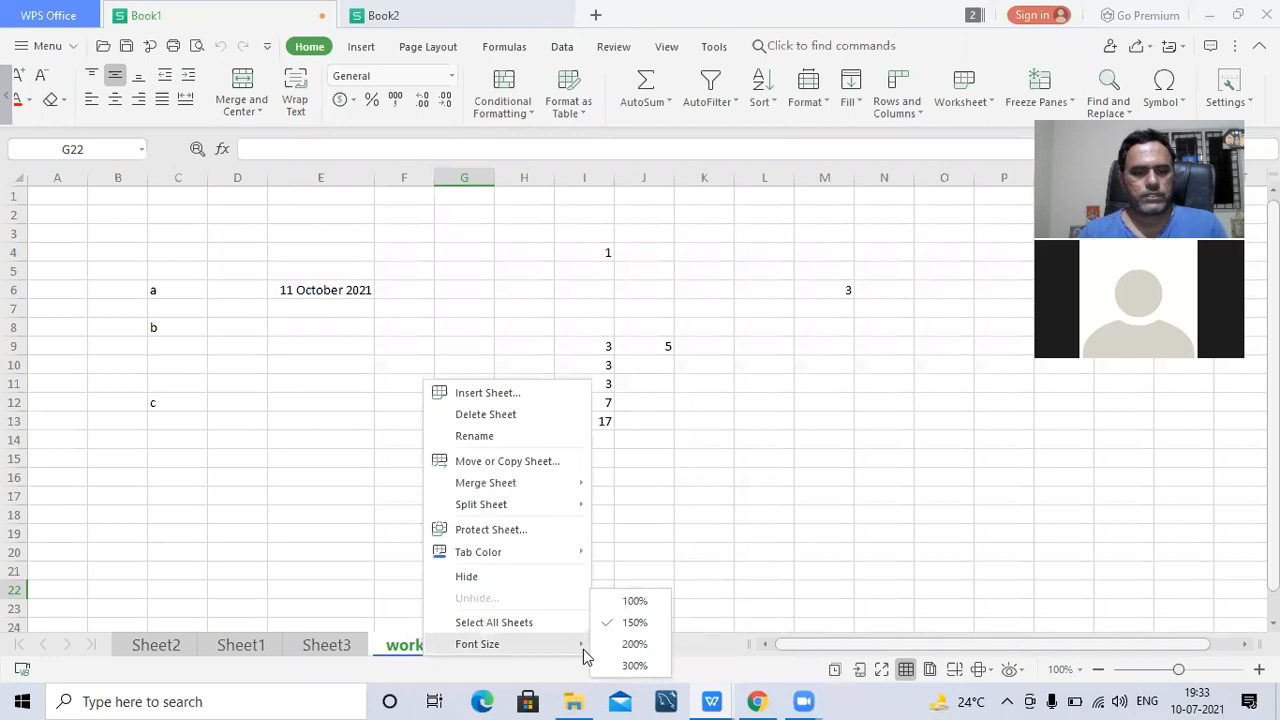 WPS Office Book1 Book2 2 Sign in Go Premium
Menu Home Insert Page Layout Formulas Data Review View Tools Click to find commands
Merge and Center Wrap Text General Conditional Formatting Format as Table AutoSum AutoFilter Sort Format Fill Rows and Columns Worksheet Freeze Panes Find and Replace Symbol Settings
G22 fx
A B C D E F G H I J K L M N O P
1
2
3
4 1
5
6 a 11 October 2021 3
7
8 b
9 3 5
10 3
11 3
12 c 7
13 17
14
15
16
17
18
19
20
21
22
23
24
Insert Sheet...
Delete Sheet
Rename
Move or Copy Sheet...
Merge Sheet
Split Sheet
Protect Sheet...
Tab Color
Hide
Unhide...
Select All Sheets
Font Size
100%
150%
200%
300%
Sheet2 Sheet1 Sheet3 work
100%
Type here to search 24°C ENG 19:33
10-07-2021